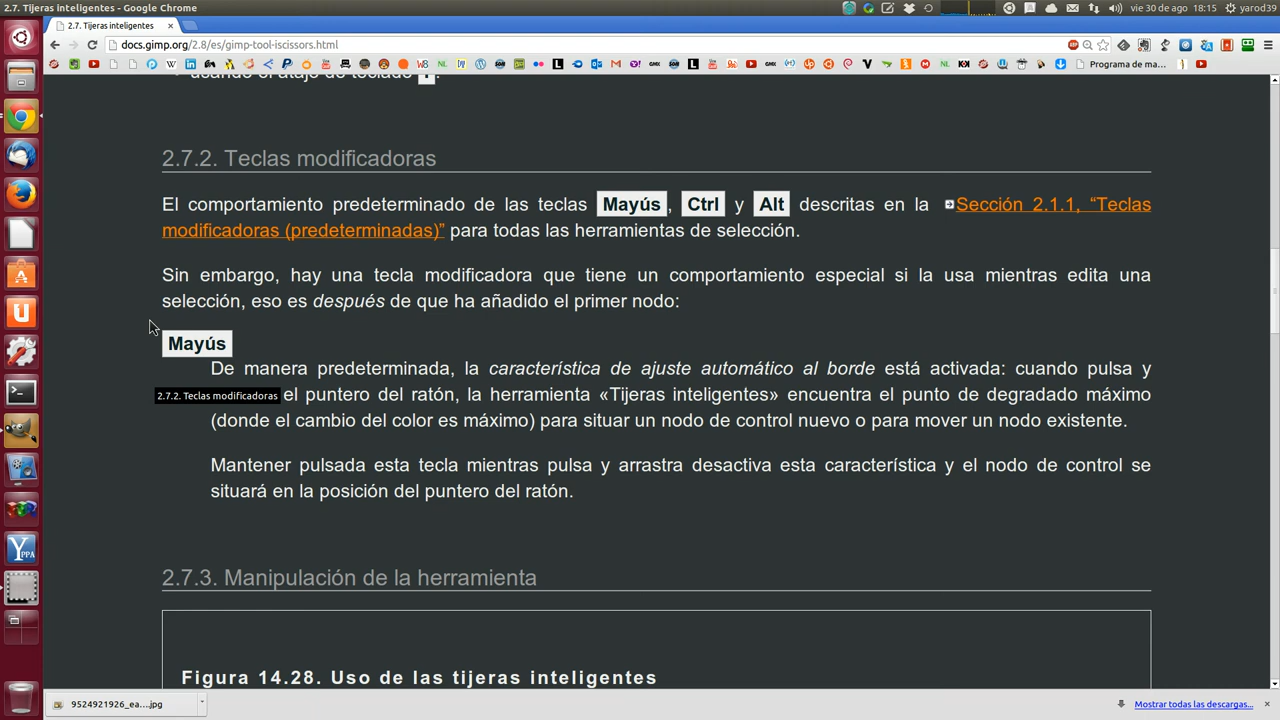 2.7. Tijeras Inteligentes - Google Chrome
vie 30 de ago
18:15
yarod39
2.7. Tijeras inteligentes
docs.gimp.org/2.8/es/gimp-tool-iscissors.html
Programa de ma...
usando el atajo de teclado I.
2.7.2. Teclas modificadoras
El comportamiento predeterminado de las teclas Mayús, Ctrl y Alt descritas en la Sección 2.1.1, “Teclas
modificadoras (predeterminadas)” para todas las herramientas de selección.
Sin embargo, hay una tecla modificadora que tiene un comportamiento especial si la usa mientras edita una
selección, eso es después de que ha añadido el primer nodo:
Mayús
De manera predeterminada, la característica de ajuste automático al borde está activada: cuando pulsa y
2.7.2. Teclas modificadoras
el puntero del ratón, la herramienta «Tijeras inteligentes» encuentra el punto de degradado máximo
(donde el cambio del color es máximo) para situar un nodo de control nuevo o para mover un nodo existente.
Mantener pulsada esta tecla mientras pulsa y arrastra desactiva esta característica y el nodo de control se
situará en la posición del puntero del ratón.
2.7.3. Manipulación de la herramienta
Figura 14.28. Uso de las tijeras inteligentes
9524921926_ea....jpg
Mostrar todas las descargas...